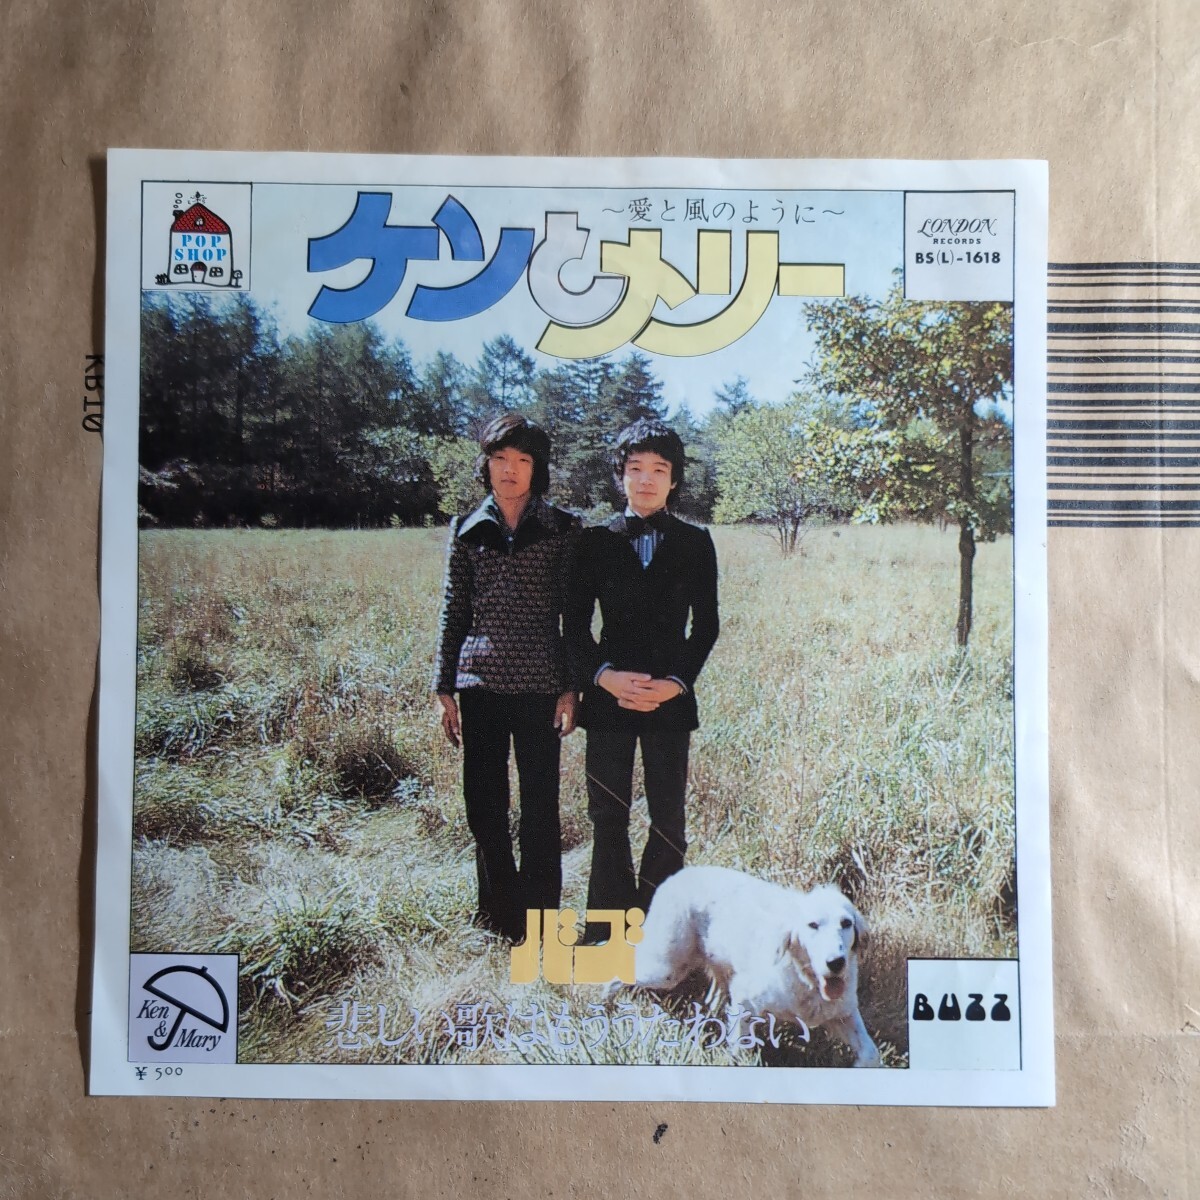 POP
SHOP
～愛と風のように～
ケンとメリー
LONDON
RECORDS
BS(L)-1618
KB10
バズ
悲しい歌はもううたわない
Ken
&
Mary
BUZZ
¥ 500